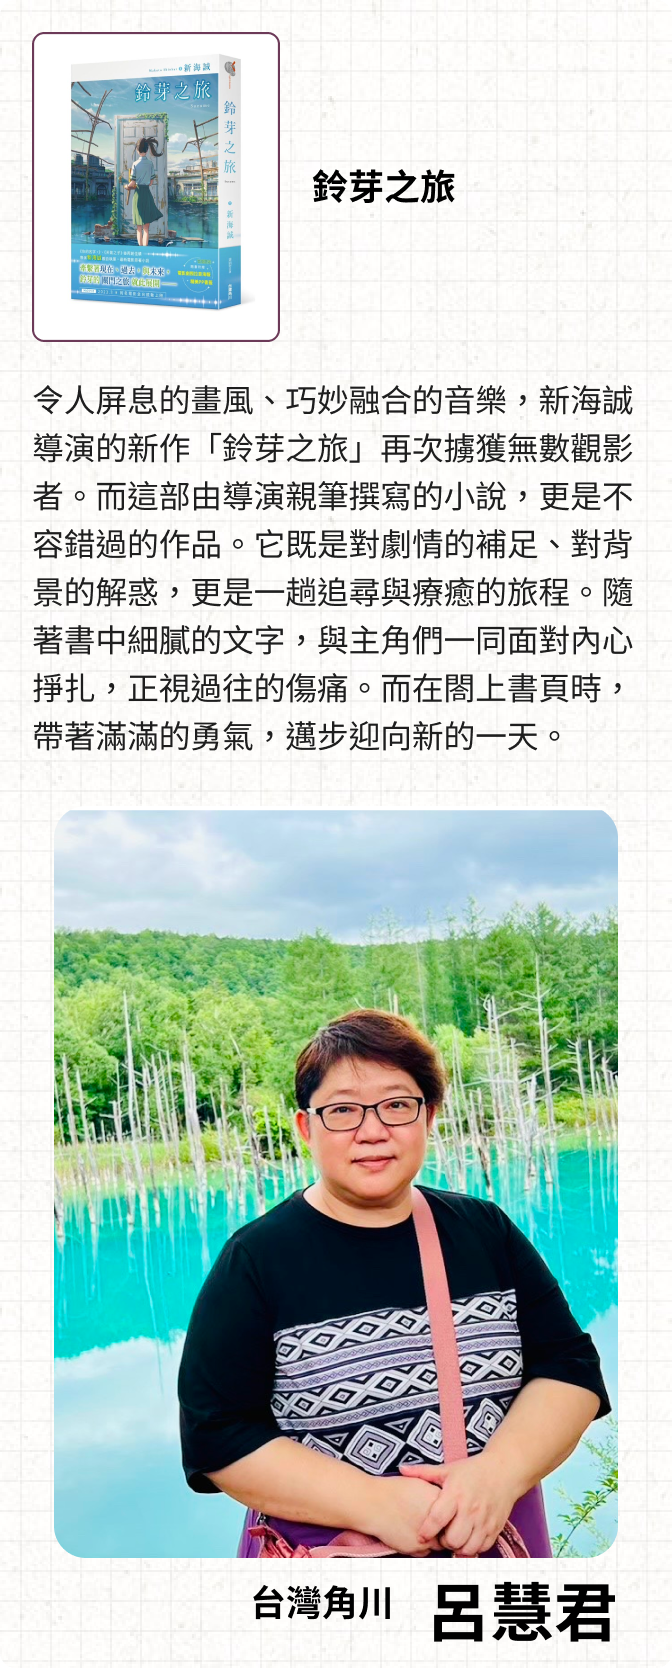 新海誠
鈴芽之旅
鈴芽之旅
新海誠
鈴芽之旅
令人屏息的畫風、巧妙融合的音樂，新海誠
導演的新作「鈴芽之旅」再次擄獲無數觀影
者。而這部由導演親筆撰寫的小說，更是不
容錯過的作品。它既是對劇情的補足、對背
景的解惑，更是一趟追尋與療癒的旅程。隨
著書中細膩的文字，與主角們一同面對內心
掙扎，正視過往的傷痛。而在閤上書頁時，
帶著滿滿的勇氣，邁步迎向新的一天。
台灣角川 呂慧君